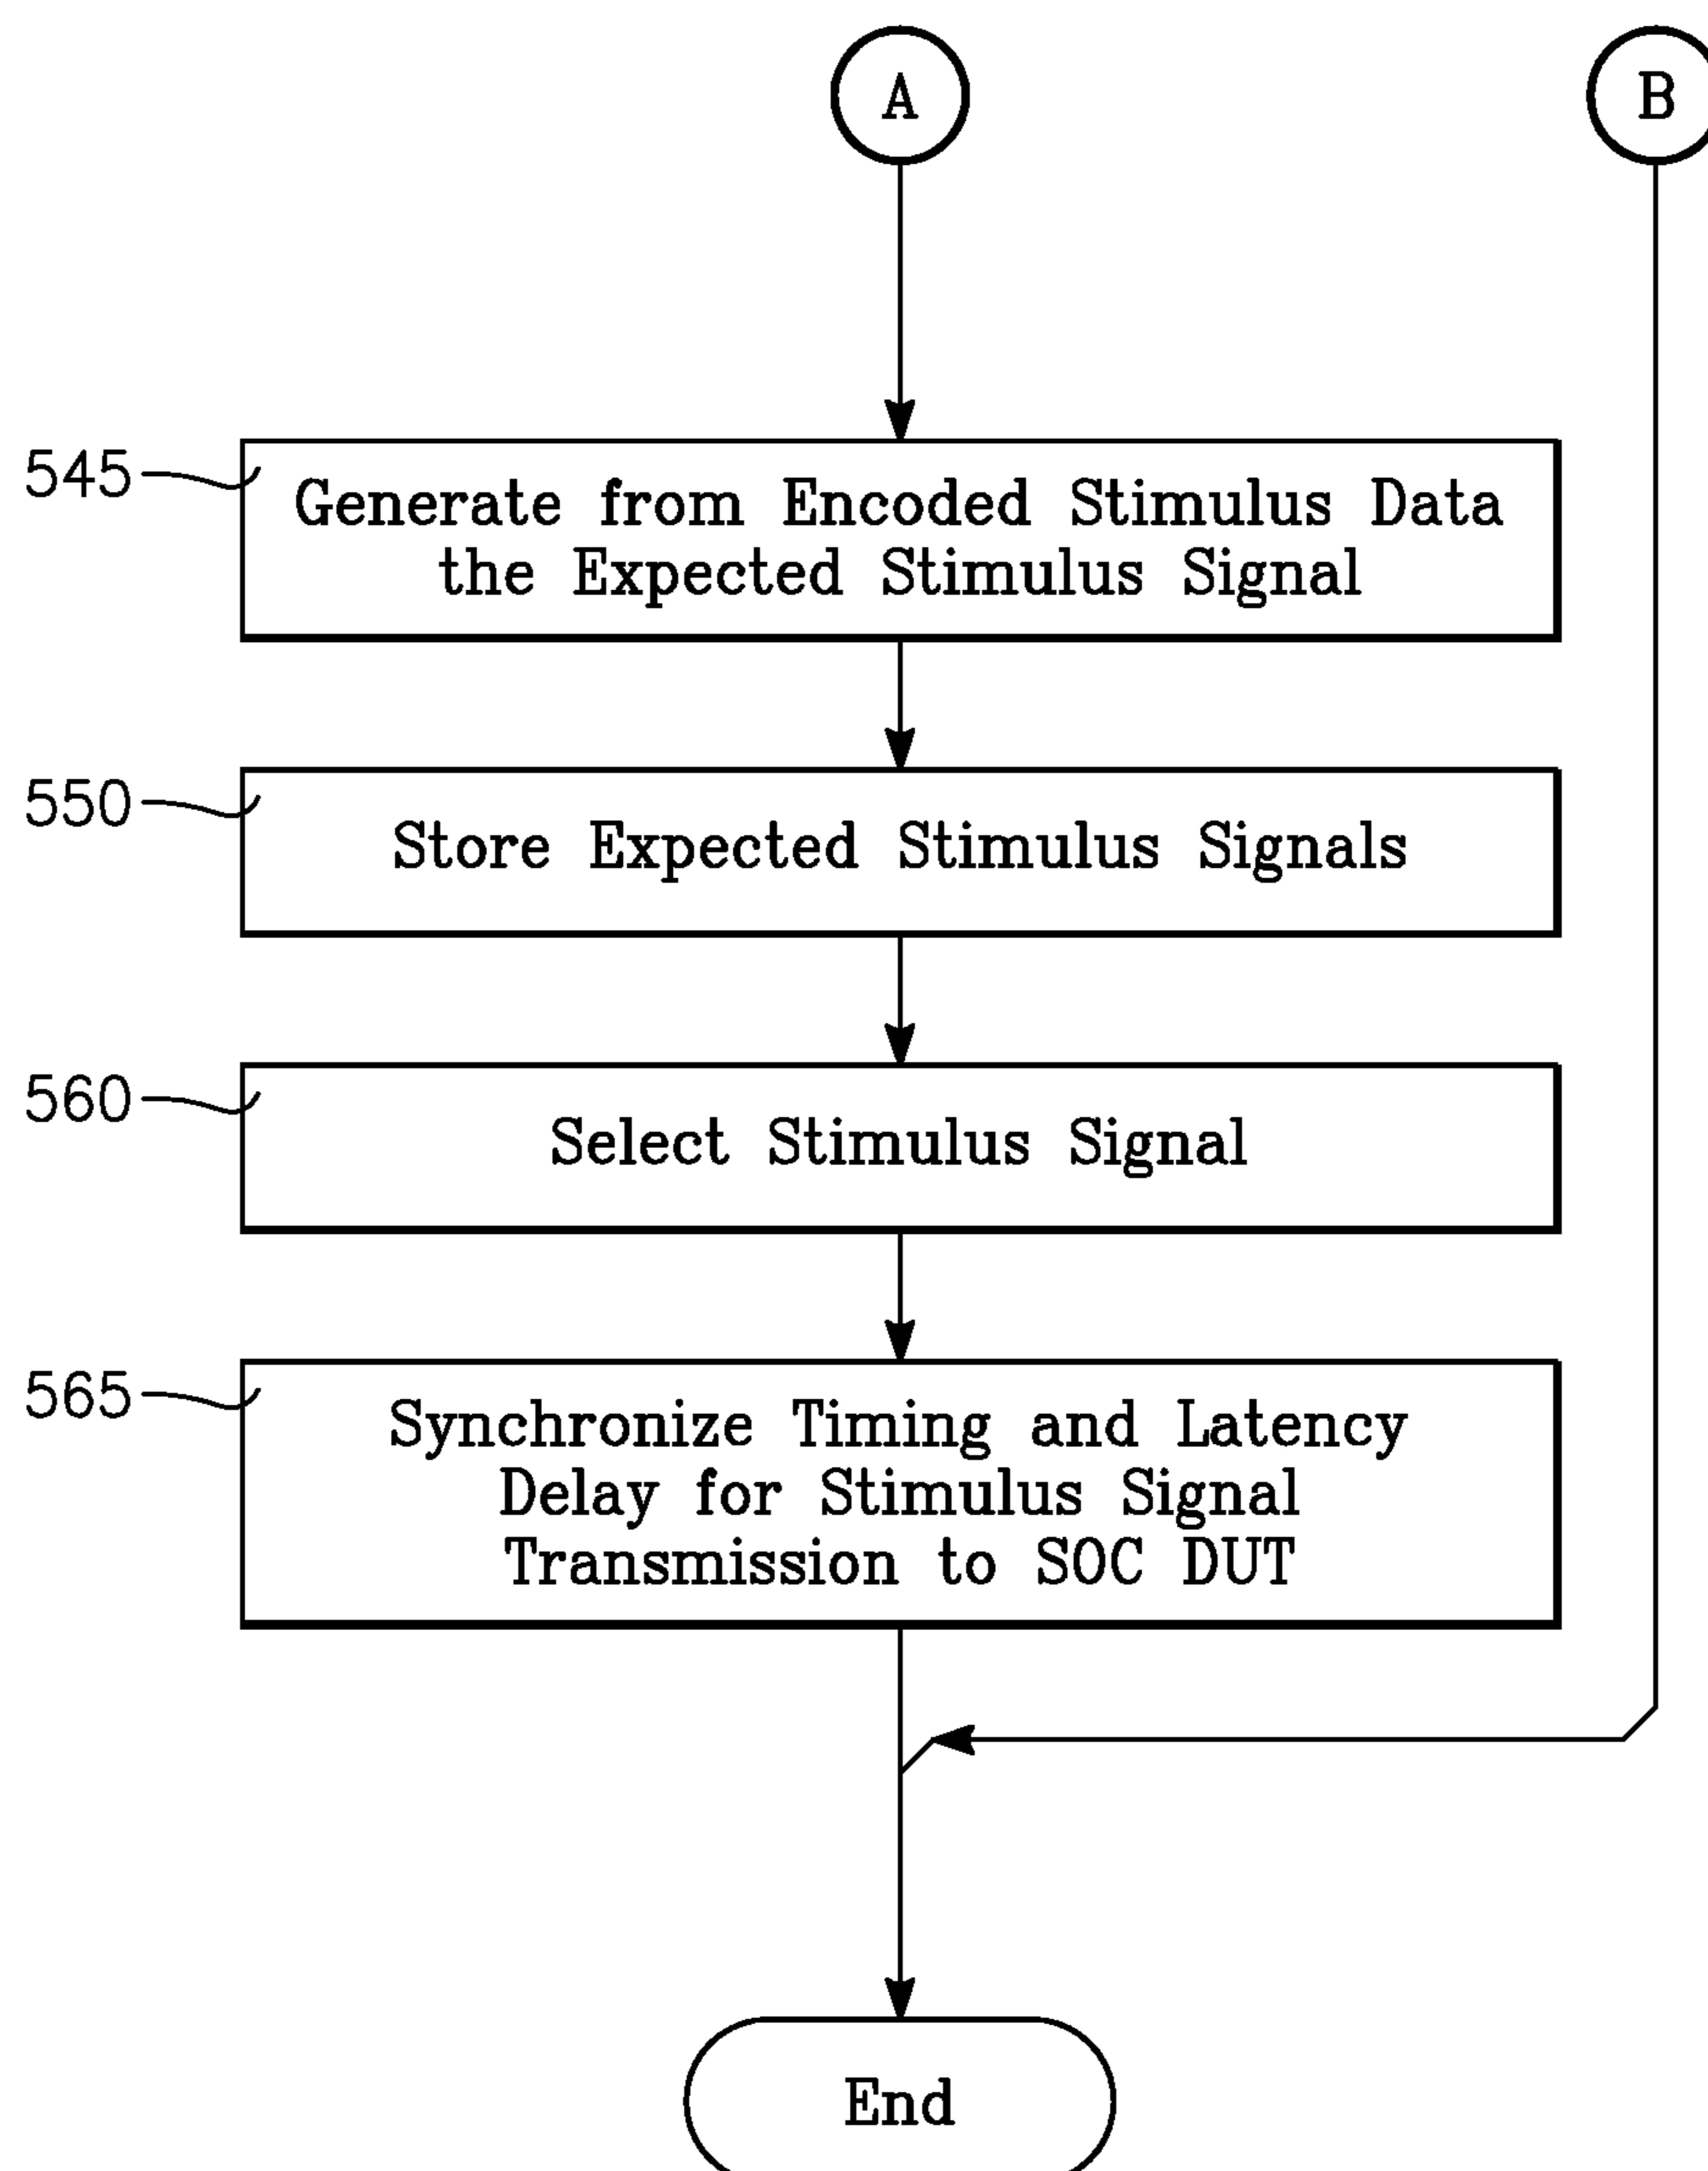 A
B
545
Generate from Encoded Stimulus Data
the Expected Stimulus Signal
550
Store Expected Stimulus Signals
560
Select Stimulus Signal
565
Synchronize Timing and Latency
Delay for Stimulus Signal
Transmission to SOC DUT
End